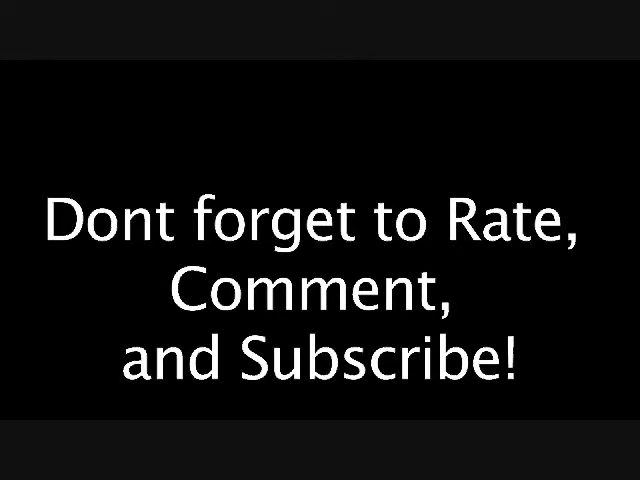 Dont forget to Rate,
Comment,
and Subscribe!